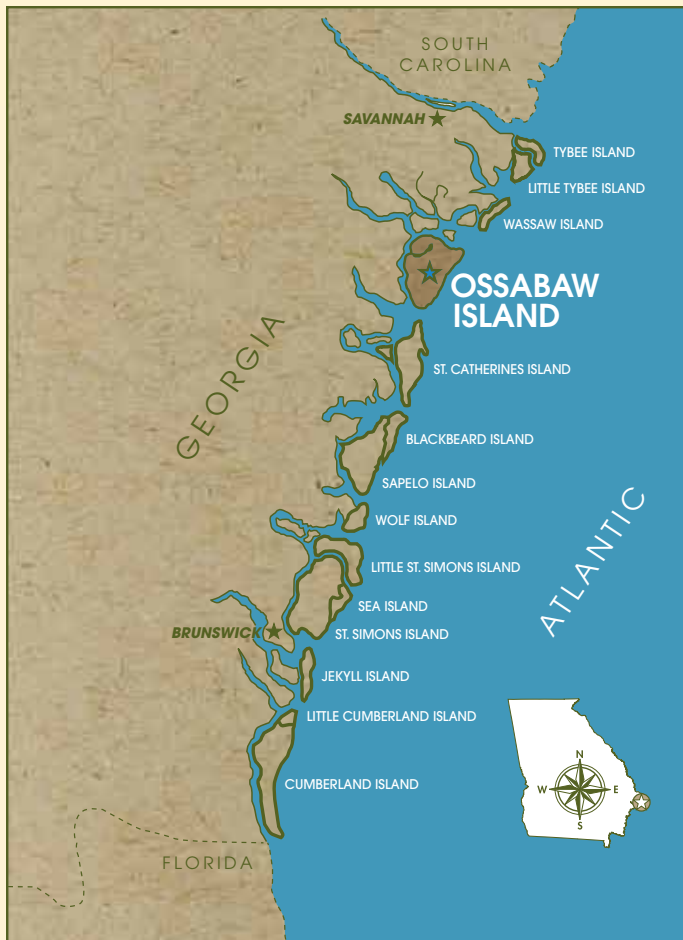 SOUTH
CAROLINA
SAVANNAH
TYBEE ISLAND
LITTLE TYBEE ISLAND
WASSAW ISLAND
OSSABAW
ISLAND
GEORGIA
ST. CATHERINES ISLAND
BLACKBEARD ISLAND
SAPELO ISLAND
WOLF ISLAND
ATLANTIC
LITTLE ST. SIMONS ISLAND
SEA ISLAND
BRUNSWICK
ST. SIMONS ISLAND
JEKYLL ISLAND
LITTLE CUMBERLAND ISLAND
CUMBERLAND ISLAND
N
W
E
S
FLORIDA